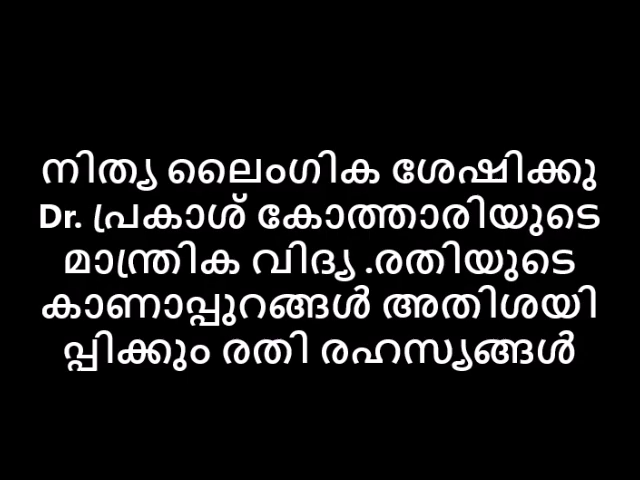 നിത്യ ലൈംഗിക ശേഷിക്കു
Dr. പ്രകാശ് കോത്താരിയുടെ
മാന്ത്രിക വിദ്യ .രതിയുടെ
കാണാപ്പുറങ്ങൾ അതിശയി
പ്പിക്കും രതി രഹസ്യങ്ങൾ